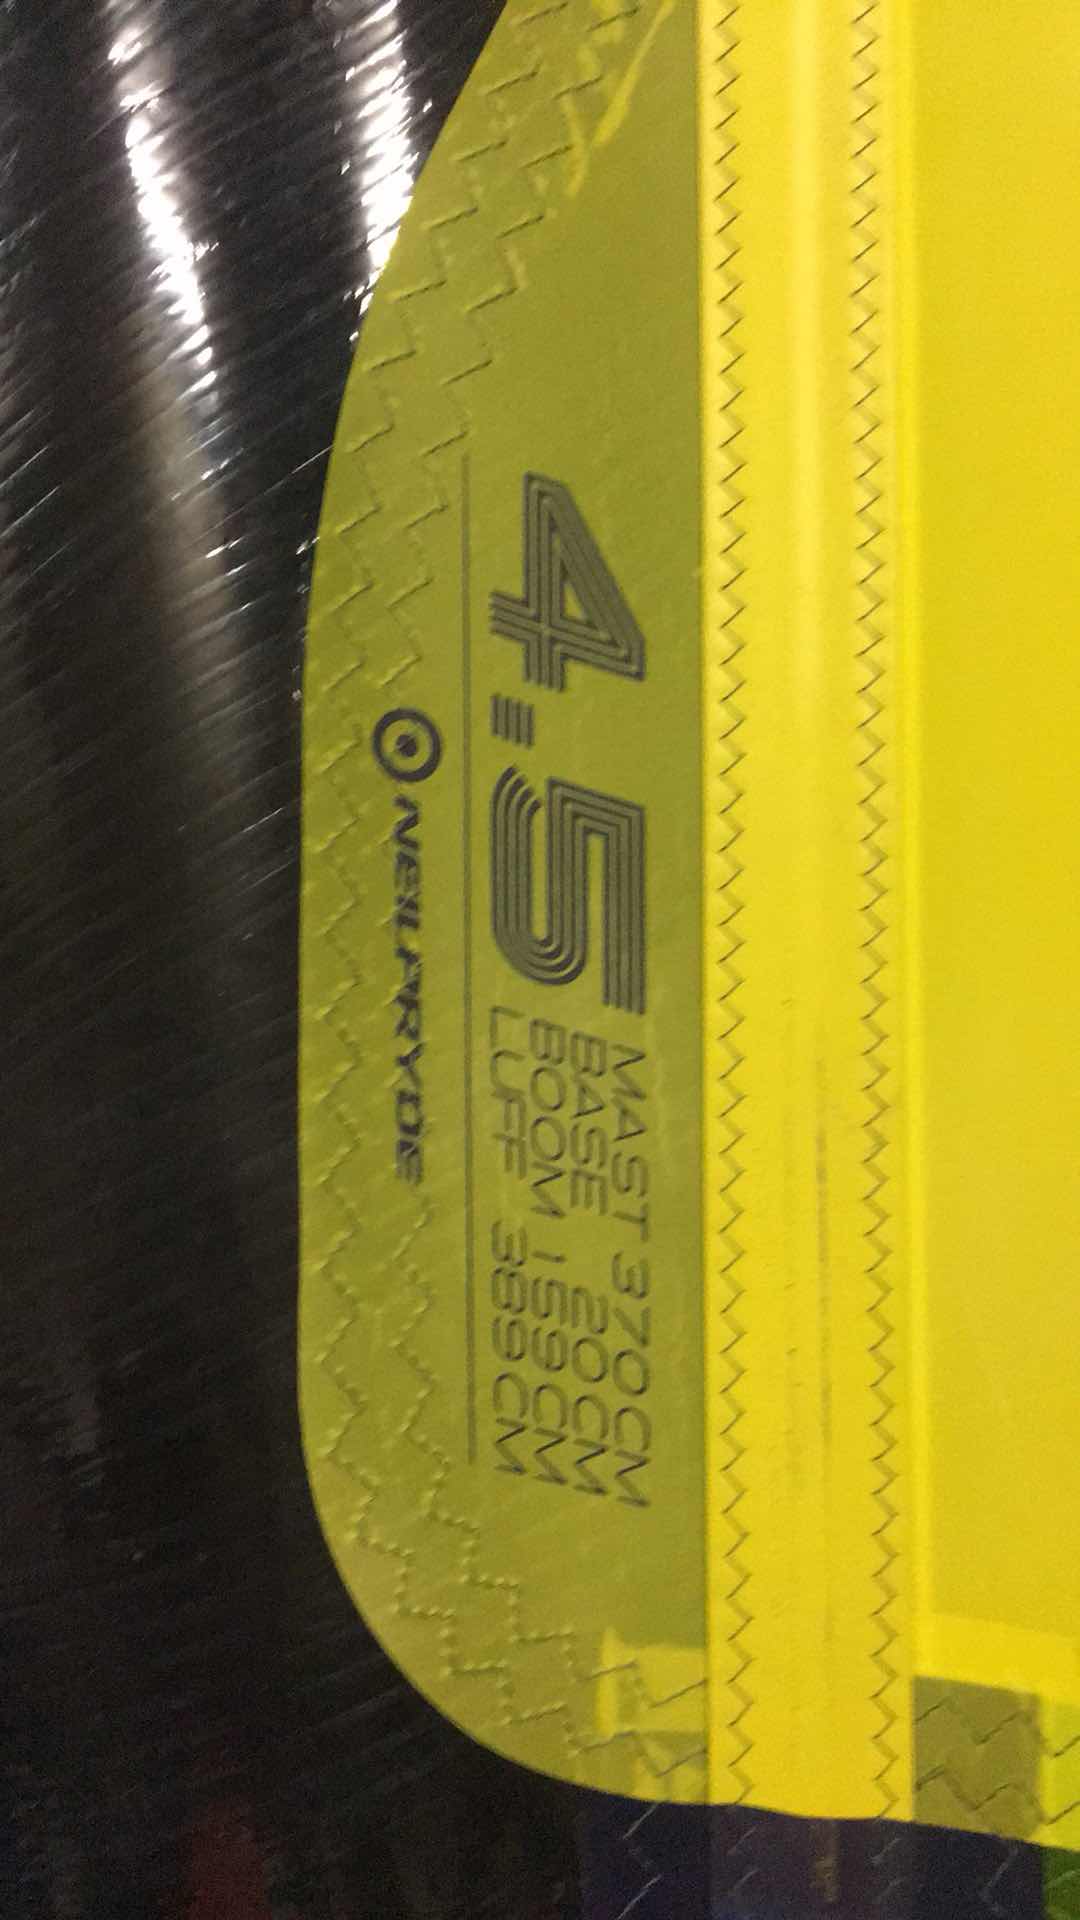 4.5
MAST 370CM
BASE 20CM
BOOM 159CM
LUFF 389CM
NEILPRYDE